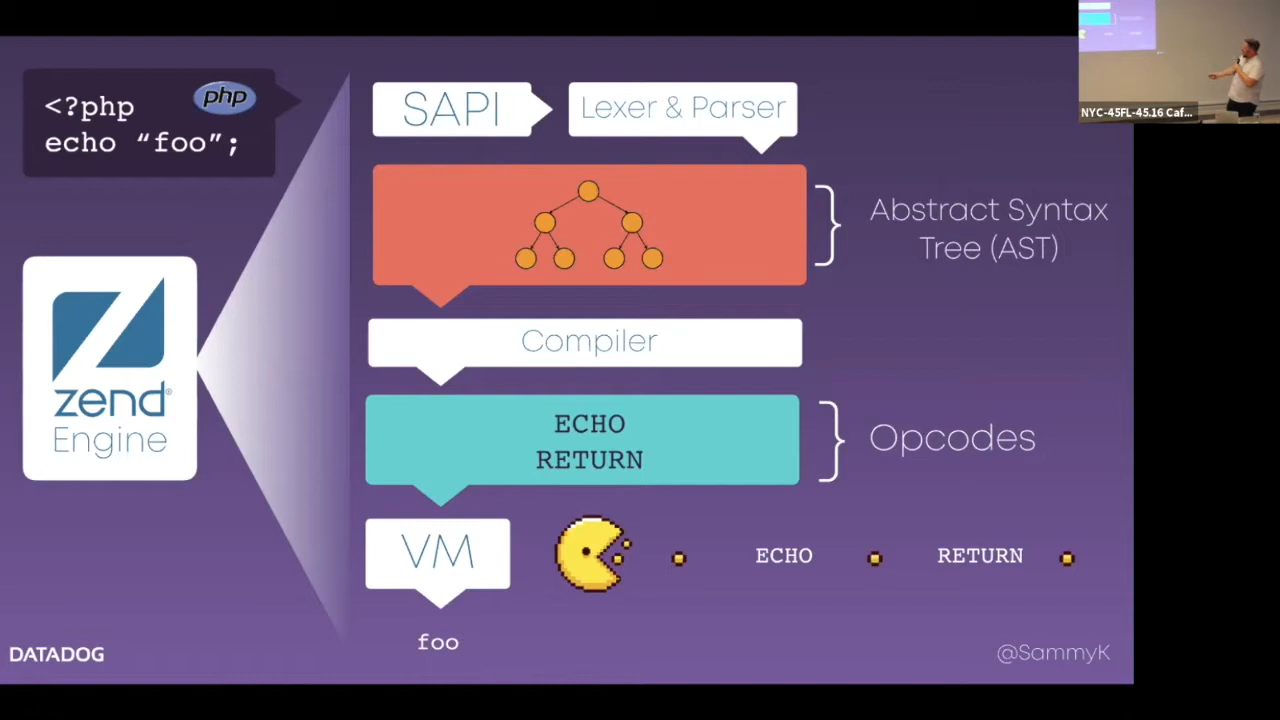 <?php
echo “foo”;
php
SAPI
Lexer & Parser
Abstract Syntax
Tree (AST)
zend®
Engine
Compiler
ECHO
RETURN
Opcodes
VM
ECHO
RETURN
foo
DATADOG
@SammyK
NYC-45FL-45.16 Caf...